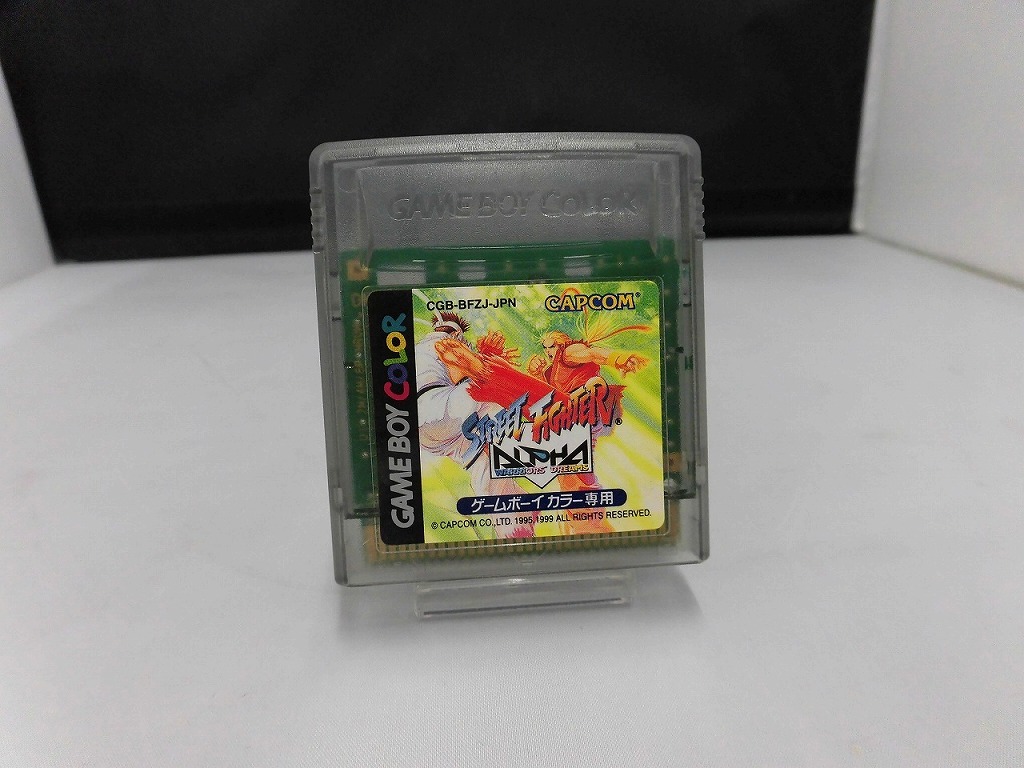 GAME BOY COLOR
CGB-BFZJ-JPN
CAPCOM®
GAME BOY COLOR
STREET FIGHTER®
ALPHA
WARRIORS' DREAMS
ゲームボーイカラー専用
© CAPCOM CO., LTD. 1995,1999 ALL RIGHTS RESERVED.